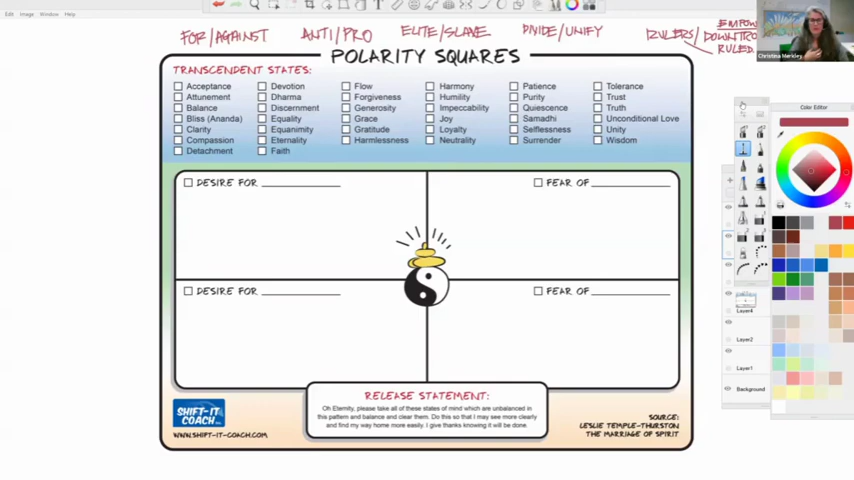 Edit Image Window Help
FOR/AGAINST ANTI/PRO ELITE/SLAVE DIVIDE/UNIFY RULERS/DOWNTRO
EMPOW
RULED
Christina Merkley
POLARITY SQUARES
TRANSCENDENT STATES:
Acceptance Devotion Flow Harmony Patience Tolerance
Attunement Dharma Forgiveness Humility Purity Trust
Balance Discernment Generosity Impeccability Quiescence Truth
Bliss (Ananda) Equality Grace Joy Samadhi Unconditional Love
Clarity Equanimity Gratitude Loyalty Selflessness Unity
Compassion Eternality Harmlessness Neutrality Surrender Wisdom
Detachment Faith
DESIRE FOR FEAR OF
DESIRE FOR FEAR OF
RELEASE STATEMENT:
Oh Eternity, please take all of these states of mind which are unbalanced in
this pattern and balance and clear them. Do this so that I may see more clearly
and find my way home more easily. I give thanks knowing it will be done.
SHIFT-IT
COACH
WWW.SHIFT-IT-COACH.COM
SOURCE:
LESLIE TEMPLE-THURSTON
THE MARRIAGE OF SPIRIT
Color Editor
Layer4
Layer2
Layer1
Background